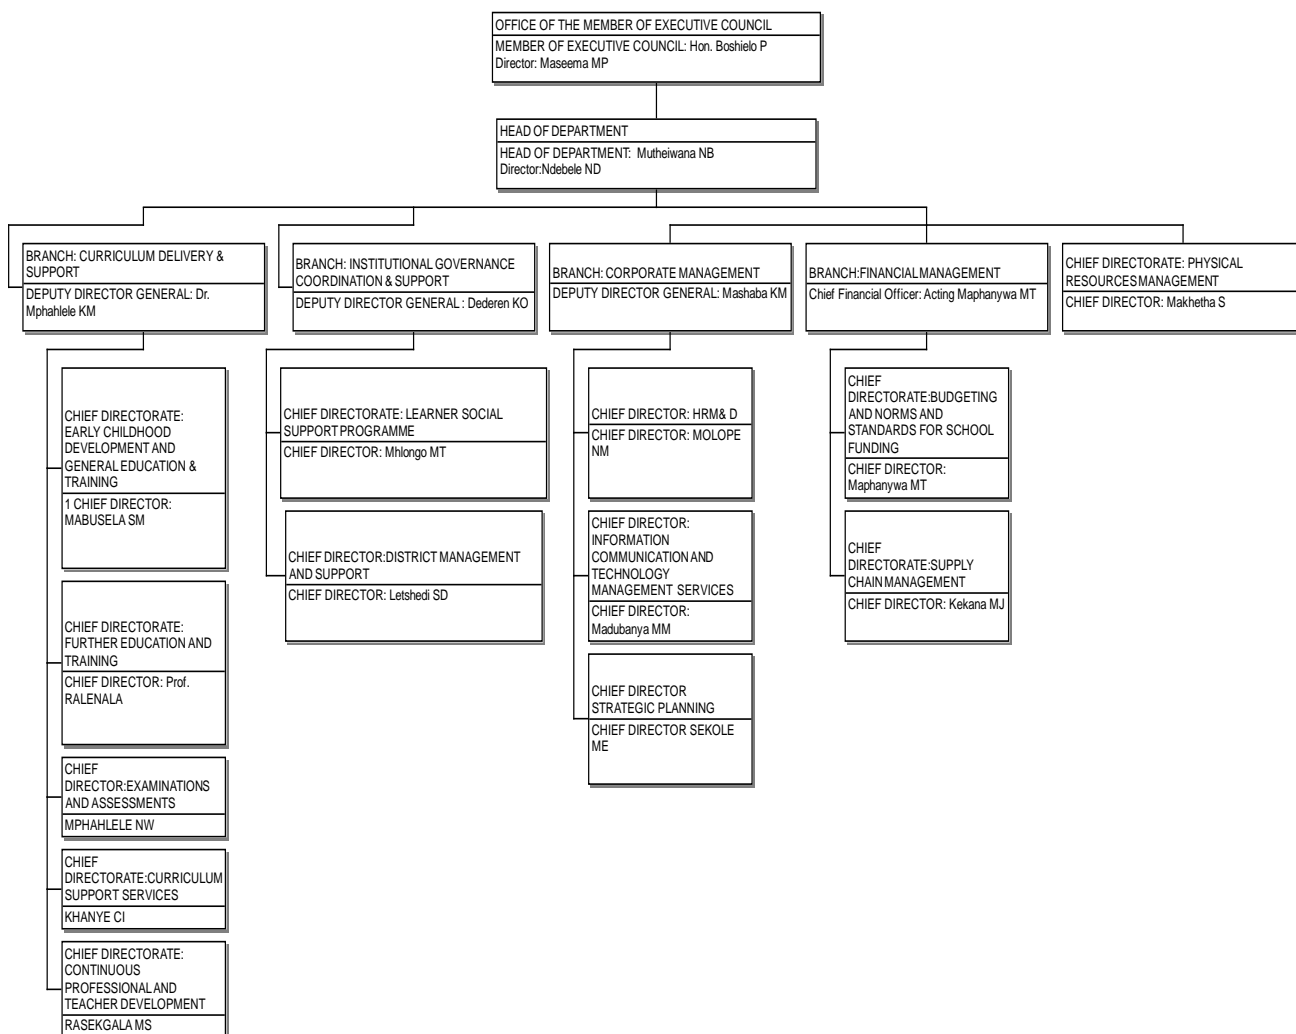 OFFICE OF THE MEMBER OF EXECUTIVE COUNCIL
MEMBER OF EXECUTIVE COUNCIL: Hon. Boshielo P
Director: Maseema MP
HEAD OF DEPARTMENT
HEAD OF DEPARTMENT: Mutheiwana NB
Director:Ndebele ND
BRANCH: CURRICULUM DELIVERY &
SUPPORT
DEPUTY DIRECTOR GENERAL: Dr.
Mphahlele KM
BRANCH: INSTITUTIONAL GOVERNANCE
COORDINATION & SUPPORT
DEPUTY DIRECTOR GENERAL : Dederen KO
BRANCH: CORPORATE MANAGEMENT
DEPUTY DIRECTOR GENERAL: Mashaba KM
BRANCH:FINANCIAL MANAGEMENT
Chief Financial Officer: Acting Maphanywa MT
CHIEF DIRECTORATE: PHYSICAL
RESOURCES MANAGEMENT
CHIEF DIRECTOR: Makhetha S
CHIEF DIRECTORATE:
EARLY CHILDHOOD
DEVELOPMENT AND
GENERAL EDUCATION &
TRAINING
1 CHIEF DIRECTOR:
MABUSELA SM
CHIEF DIRECTORATE:
FURTHER EDUCATION AND
TRAINING
CHIEF DIRECTOR: Prof.
RALENALA
CHIEF
DIRECTOR:EXAMINATIONS
AND ASSESSMENTS
MPHAHLELE NW
CHIEF
DIRECTORATE:CURRICULUM
SUPPORT SERVICES
KHANYE CI
CHIEF DIRECTORATE:
CONTINUOUS
PROFESSIONAL AND
TEACHER DEVELOPMENT
RASEKGALA MS
CHIEF DIRECTORATE: LEARNER SOCIAL
SUPPORT PROGRAMME
CHIEF DIRECTOR: Mhlongo MT
CHIEF DIRECTOR:DISTRICT MANAGEMENT
AND SUPPORT
CHIEF DIRECTOR: Letshedi SD
CHIEF DIRECTOR: HRM& D
CHIEF DIRECTOR: MOLOPE
NM
CHIEF DIRECTOR:
INFORMATION
COMMUNICATION AND
TECHNOLOGY
MANAGEMENT SERVICES
CHIEF DIRECTOR:
Madubanya MM
CHIEF DIRECTOR
STRATEGIC PLANNING
CHIEF DIRECTOR SEKOLE
ME
CHIEF
DIRECTORATE:BUDGETING
AND NORMS AND
STANDARDS FOR SCHOOL
FUNDING
CHIEF DIRECTOR:
Maphanywa MT
CHIEF
DIRECTORATE:SUPPLY
CHAIN MANAGEMENT
CHIEF DIRECTOR: Kekana MJ